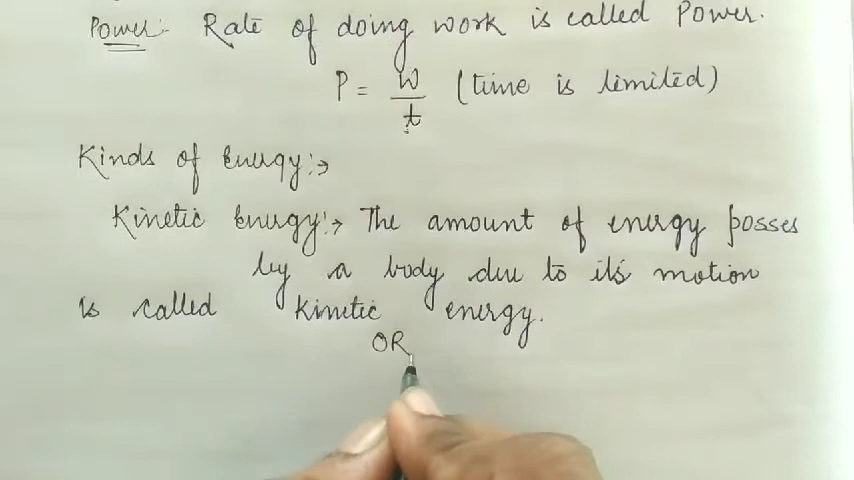 Power:- Rate of doing work is called Power.
P = W/t (time is limited)
Kinds of Energy:→
Kinetic Energy:→ The amount of energy posses
by a body due to it's motion
is called kinetic energy.
OR